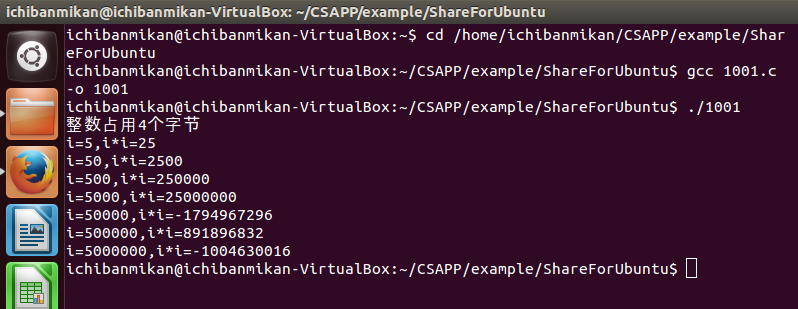 ichibanmikan@ichibanmikan-VirtualBox: ~/CSAPP/example/ShareForUbuntu
ichibanmikan@ichibanmikan-VirtualBox:~$ cd /home/ichibanmikan/CSAPP/example/Shar
eForUbuntu
ichibanmikan@ichibanmikan-VirtualBox:~/CSAPP/example/ShareForUbuntu$ gcc 1001.c
-o 1001
ichibanmikan@ichibanmikan-VirtualBox:~/CSAPP/example/ShareForUbuntu$ ./1001
整数占用4个字节
i=5,i*i=25
i=50,i*i=2500
i=500,i*i=250000
i=5000,i*i=25000000
i=50000,i*i=-1794967296
i=500000,i*i=891896832
i=5000000,i*i=-1004630016
ichibanmikan@ichibanmikan-VirtualBox:~/CSAPP/example/ShareForUbuntu$